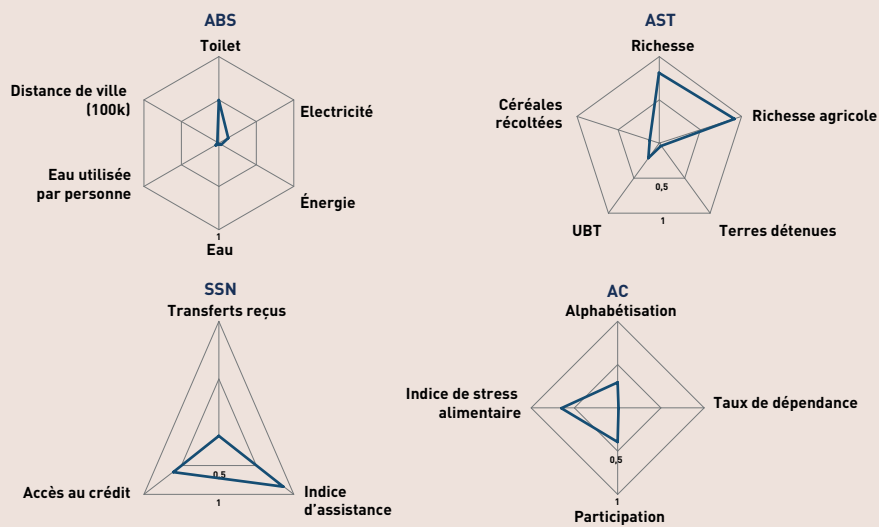 ABS
Toilet
Distance de ville
(100k)
Electricité
Eau utilisée
par personne
Énergie
1
Eau
AST
Richesse
Céréales
récoltées
Richesse agricole
0,5
1
UBT
Terres détenues
SSN
Transferts reçus
0.5
Accès au crédit
1
Indice
d'assistance
AC
Alphabétisation
Indice de stress
alimentaire
Taux de dépendance
0,5
1
Participation